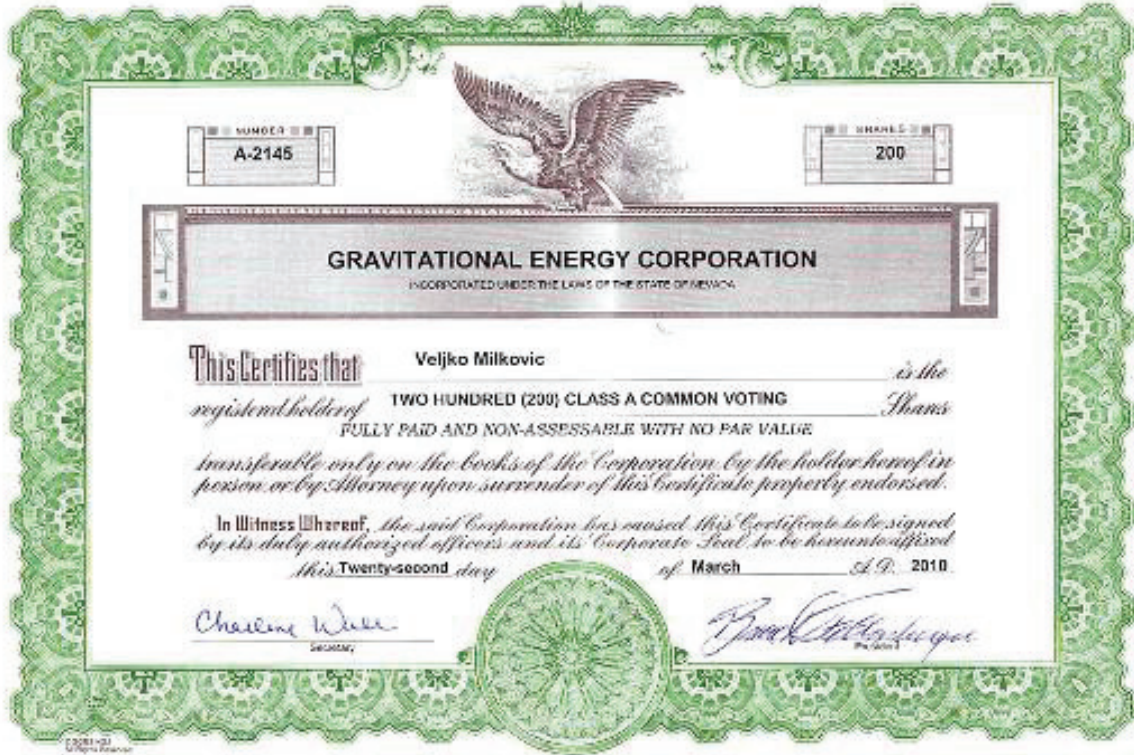 NUMBER
A-2145
SHARES
200
GRAVITATIONAL ENERGY CORPORATION
INCORPORATED UNDER THE LAWS OF THE STATE OF NEVADA
This Certifies that Veljko Milkovic is the
registered holder of TWO HUNDRED (200) CLASS A COMMON VOTING Shares
FULLY PAID AND NON-ASSESSABLE WITH NO PAR VALUE
transferable only on the books of the Corporation by the holder hereof in
person or by Attorney upon surrender of this Certificate properly endorsed.
In Witness Whereof, the said Corporation has caused this Certificate to be signed
by its duly authorized officers and its Corporate Seal to be hereunto affixed
this Twenty-second day of March A.D. 2010
Charlene
Secretary
President
All Rights Reserved